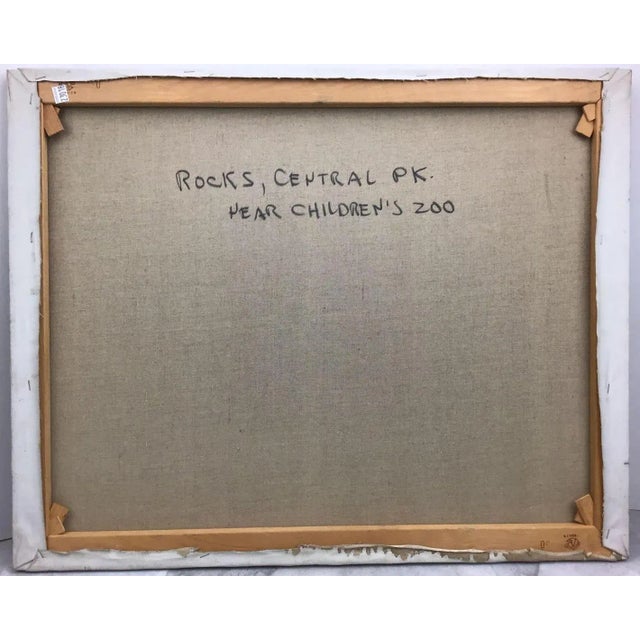 ROCKS, CENTRAL PK.
NEAR CHILDREN'S ZOO